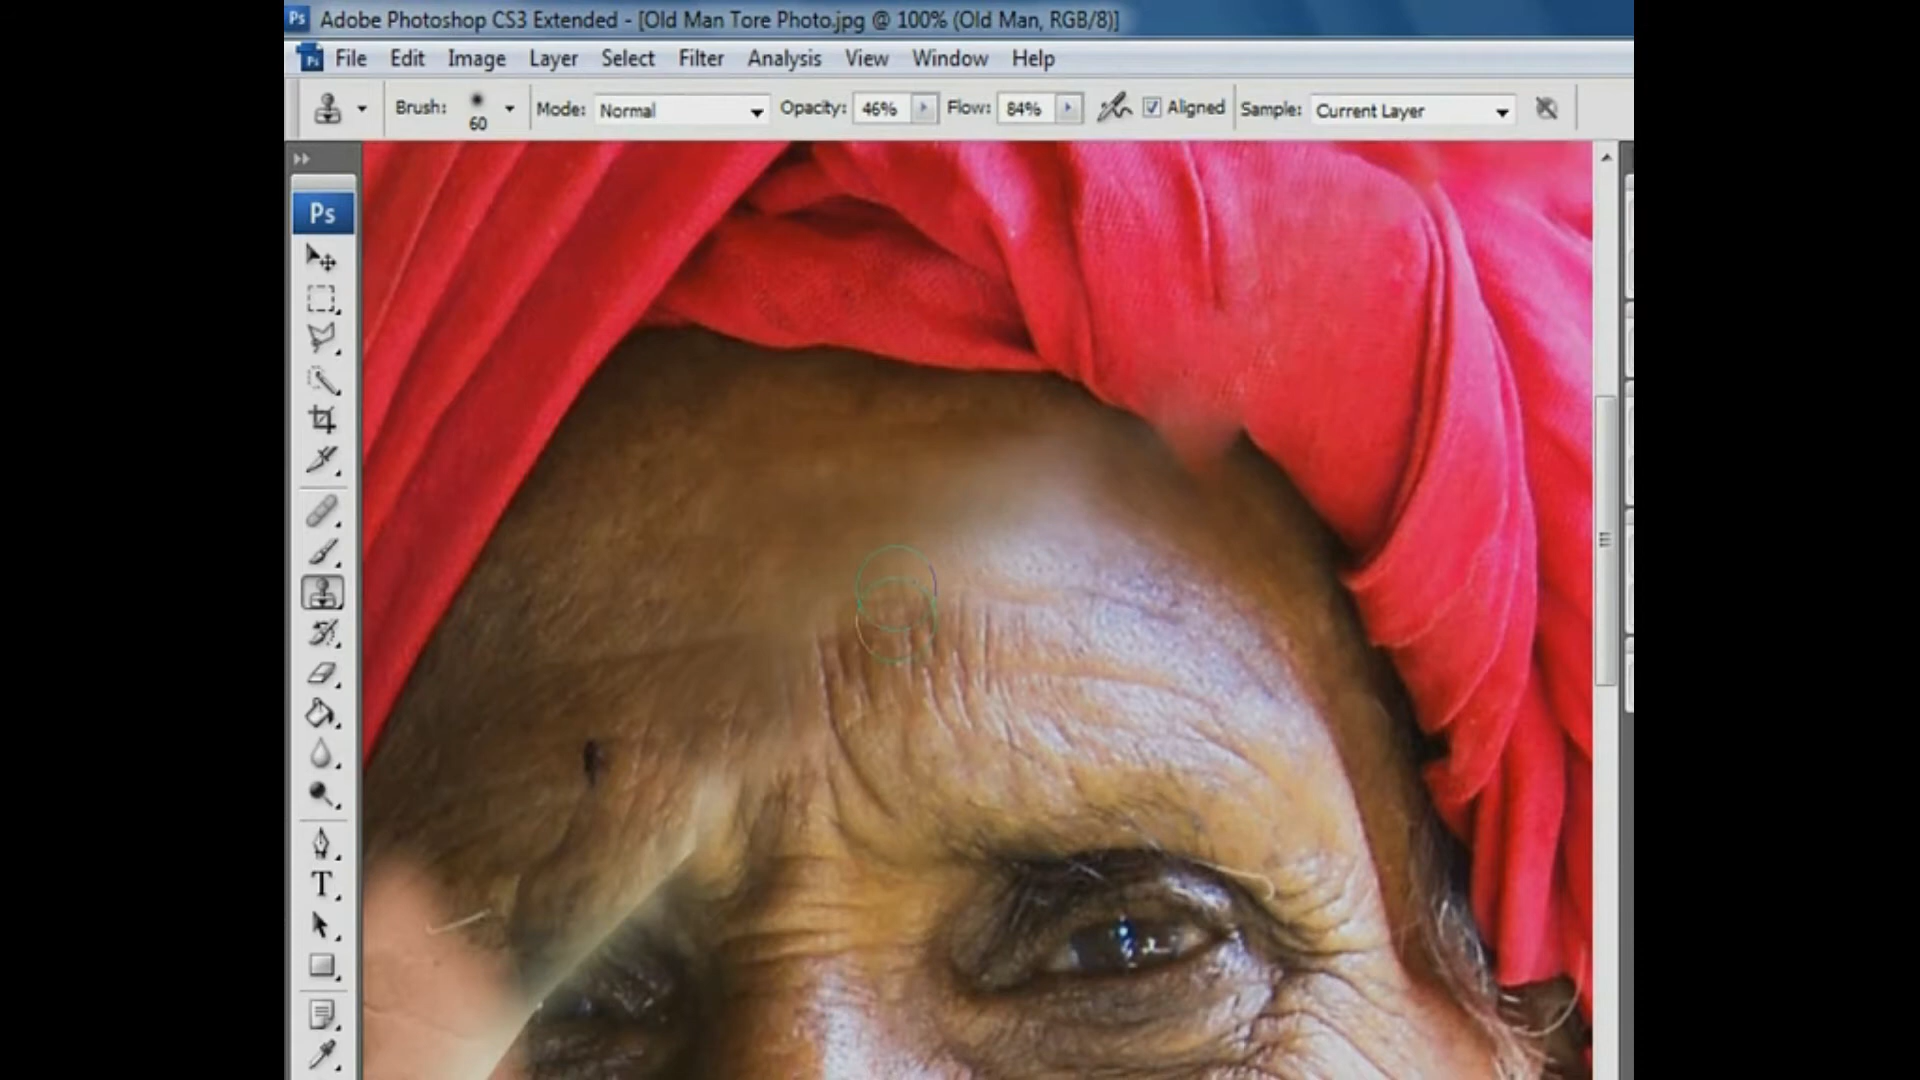 Ps Adobe Photoshop CS3 Extended - [Old Man Tore Photo.jpg @ 100% (Old Man, RGB/8)]
Ps File Edit Image Layer Select Filter Analysis View Window Help
Brush: 60 Mode: Normal Opacity: 46% Flow: 84% Aligned Sample: Current Layer
Ps
T